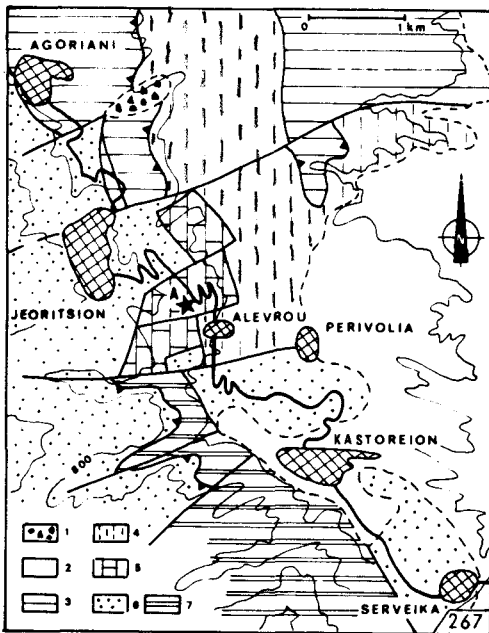 AGORIANI
0 1 km
N
JEORITSION
A
ALEVROU
PERIVOLIA
KASTOREION
800
1 4
2 5
3 6 7
SERVEIKA
267